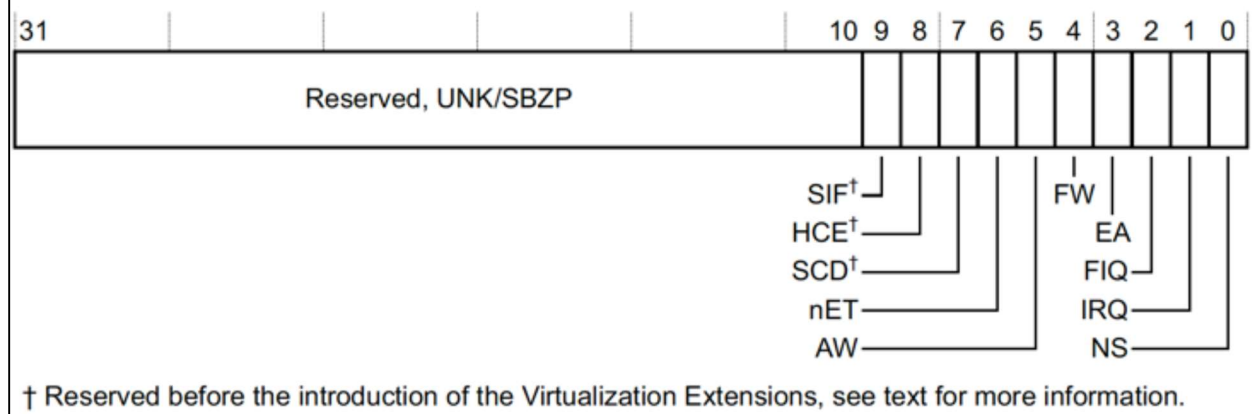 31 10 9 8 7 6 5 4 3 2 1 0
Reserved, UNK/SBZP
SIF† FW
HCE† EA
SCD† FIQ
nET IRQ
AW NS
† Reserved before the introduction of the Virtualization Extensions, see text for more information.